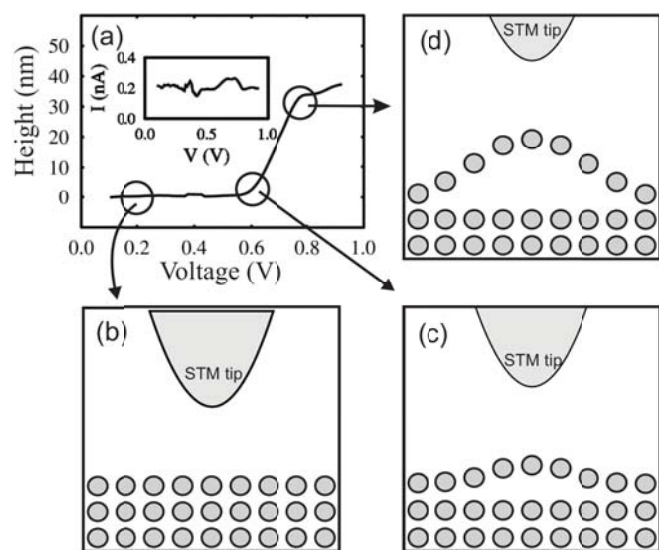 (a)
Height (nm)
60
50
40
30
20
10
0
0.0 0.2 0.4 0.6 0.8 1.0
Voltage (V)
I (nA)
0.4
0.2
0.0
0.0 0.5 1.0
V (V)
(d)
STM tip
(b)
STM tip
(c)
STM tip